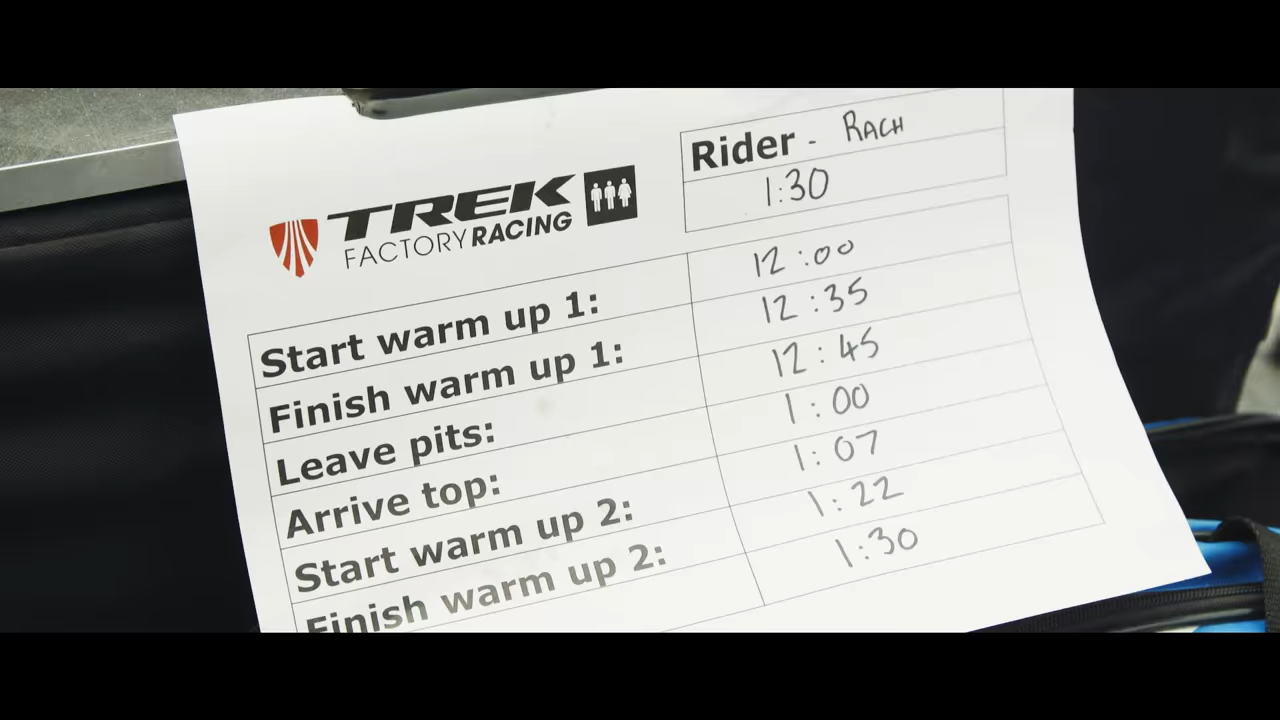 Rider - RACH
1:30
TREK
FACTORY RACING
Start warm up 1: 12:00
Finish warm up 1: 12:35
Leave pits: 12:45
Arrive top: 1:00
Start warm up 2: 1:07
Finish warm up 2: 1:22
1:30